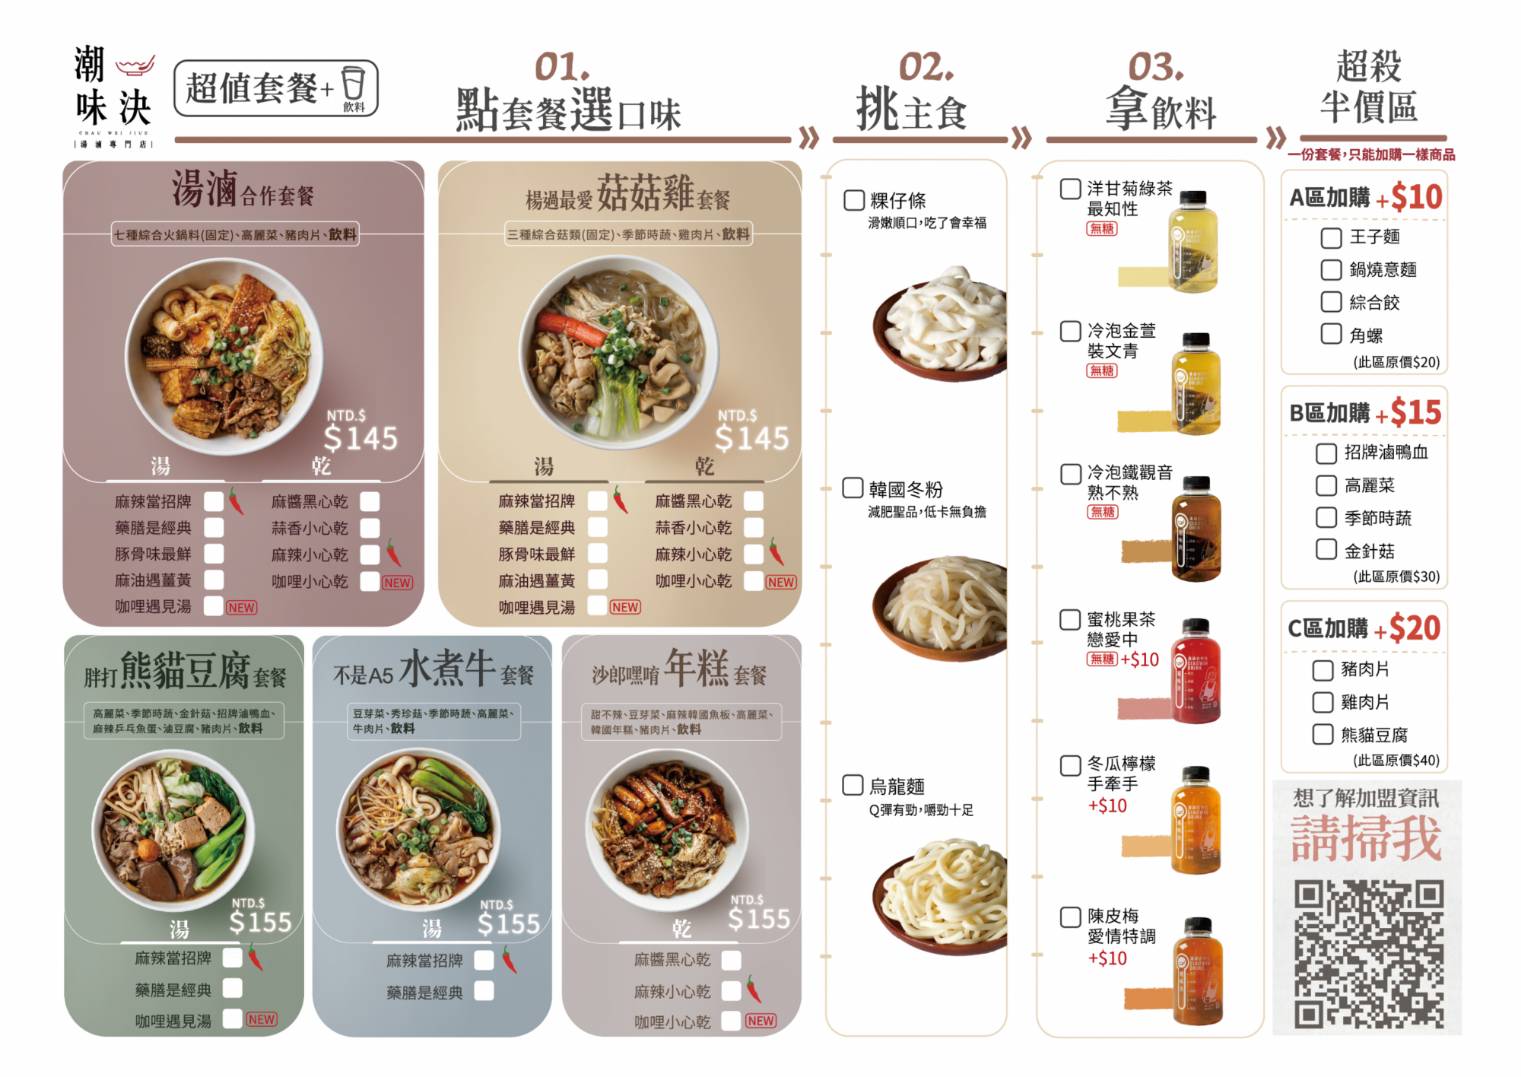 潮味決
CHAO WEI JIUE
|湯滷專門店|
超值套餐+
飲料
01.
點套餐選口味
02.
挑主食
03.
拿飲料
超殺
半價區
一份套餐,只能加購一樣商品
湯滷合作套餐
七種綜合火鍋料(固定)、高麗菜、豬肉片、飲料
NTD.$
$145
湯
麻辣當招牌
藥膳是經典
豚骨味最鮮
麻油遇薑黃
咖哩遇見湯 NEW
乾
麻醬黑心乾
蒜香小心乾
麻辣小心乾
咖哩小心乾 NEW
楊過最愛菇菇雞套餐
三種綜合菇類(固定)、季節時蔬、雞肉片、飲料
NTD.$
$145
湯
麻辣當招牌
藥膳是經典
豚骨味最鮮
麻油遇薑黃
咖哩遇見湯 NEW
乾
麻醬黑心乾
蒜香小心乾
麻辣小心乾
咖哩小心乾 NEW
胖打熊貓豆腐套餐
高麗菜、季節時蔬、金針菇、招牌滷鴨血、
麻辣乒乓魚蛋、滷豆腐、豬肉片、飲料
NTD.$
$155
湯
麻辣當招牌
藥膳是經典
咖哩遇見湯 NEW
不是A5水煮牛套餐
豆芽菜、秀珍菇、季節時蔬、高麗菜、
牛肉片、飲料
NTD.$
$155
湯
麻辣當招牌
藥膳是經典
沙郎嘿唷年糕套餐
甜不辣、豆芽菜、麻辣韓國魚板、高麗菜、
韓國年糕、豬肉片、飲料
NTD.$
$155
乾
麻醬黑心乾
麻辣小心乾
咖哩小心乾 NEW
粿仔條
滑嫩順口,吃了會幸福
韓國冬粉
減肥聖品,低卡無負擔
烏龍麵
Q彈有勁,嚼勁十足
洋甘菊綠茶
最知性
無糖
冷泡金萱
裝文青
無糖
冷泡鐵觀音
熟不熟
無糖
蜜桃果茶
戀愛中
無糖 +$10
冬瓜檸檬
手牽手
+$10
陳皮梅
愛情特調
+$10
A區加購 +$10
王子麵
鍋燒意麵
綜合餃
角螺
(此區原價$20)
B區加購 +$15
招牌滷鴨血
高麗菜
季節時蔬
金針菇
(此區原價$30)
C區加購 +$20
豬肉片
雞肉片
熊貓豆腐
(此區原價$40)
想了解加盟資訊
請掃我